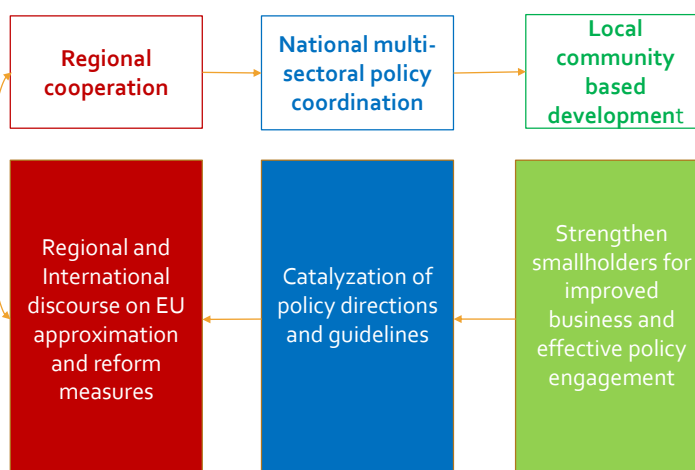 Regional
cooperation
National multi-
sectoral policy
coordination
Local
community
based
development
Regional and
International
discourse on EU
approximation
and reform
measures
Catalyzation of
policy directions
and guidelines
Strengthen
smallholders for
improved
business and
effective policy
engagement